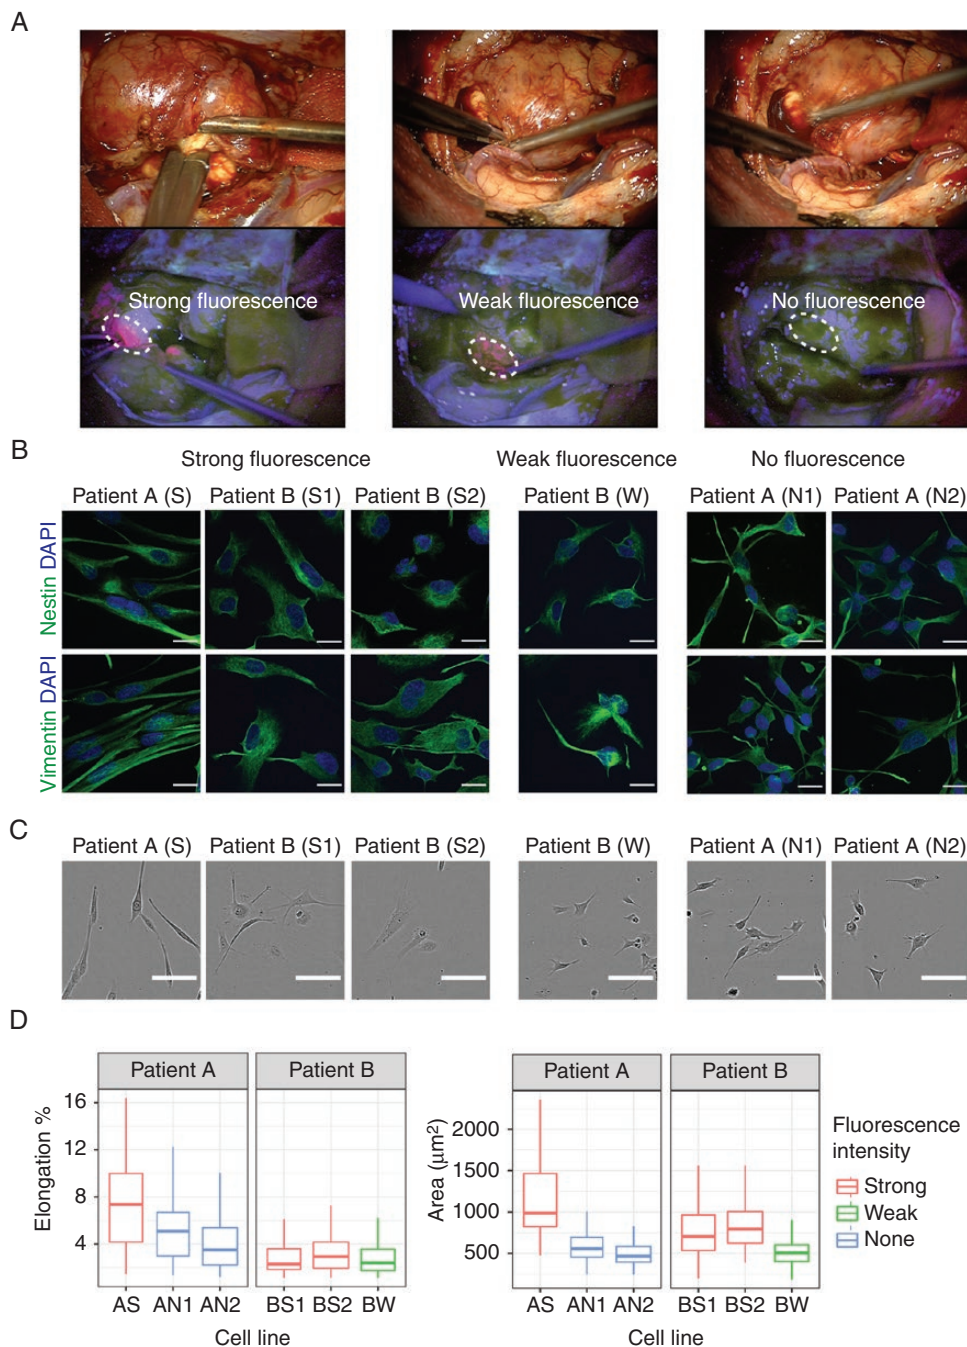 A
Strong fluorescence
Weak fluorescence
No fluorescence
B
Strong fluorescence
Weak fluorescence
No fluorescence
Patient A (S)
Patient B (S1)
Patient B (S2)
Patient B (W)
Patient A (N1)
Patient A (N2)
Nestin DAPI
Vimentin DAPI
C
Patient A (S)
Patient B (S1)
Patient B (S2)
Patient B (W)
Patient A (N1)
Patient A (N2)
D
Patient A
Patient B
Elongation %
16
12
8
4
AS
AN1
AN2
BS1
BS2
BW
Cell line
Patient A
Patient B
Area (μm²)
2000
1500
1000
500
AS
AN1
AN2
BS1
BS2
BW
Cell line
Fluorescence
intensity
Strong
Weak
None